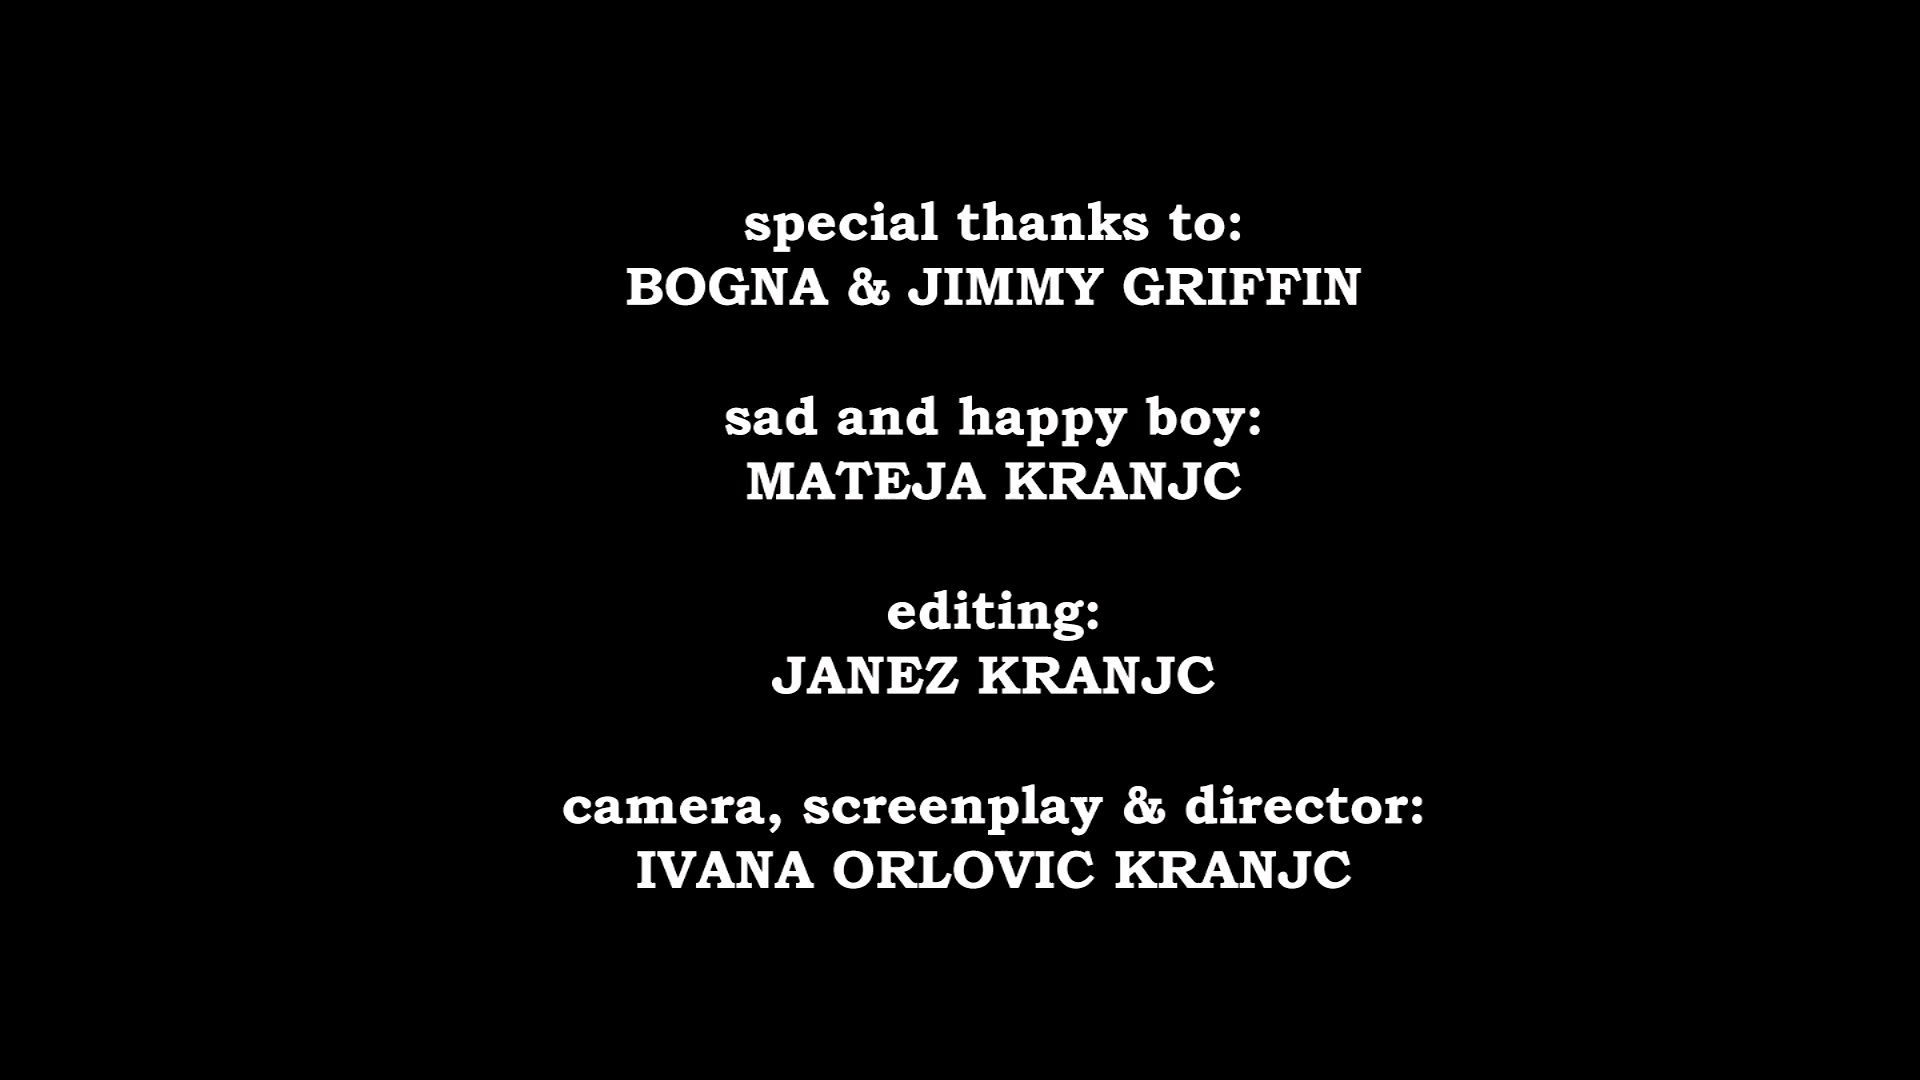 special thanks to:
BOGNA & JIMMY GRIFFIN
sad and happy boy:
MATEJA KRANJC
editing:
JANEZ KRANJC
camera, screenplay & director:
IVANA ORLOVIC KRANJC